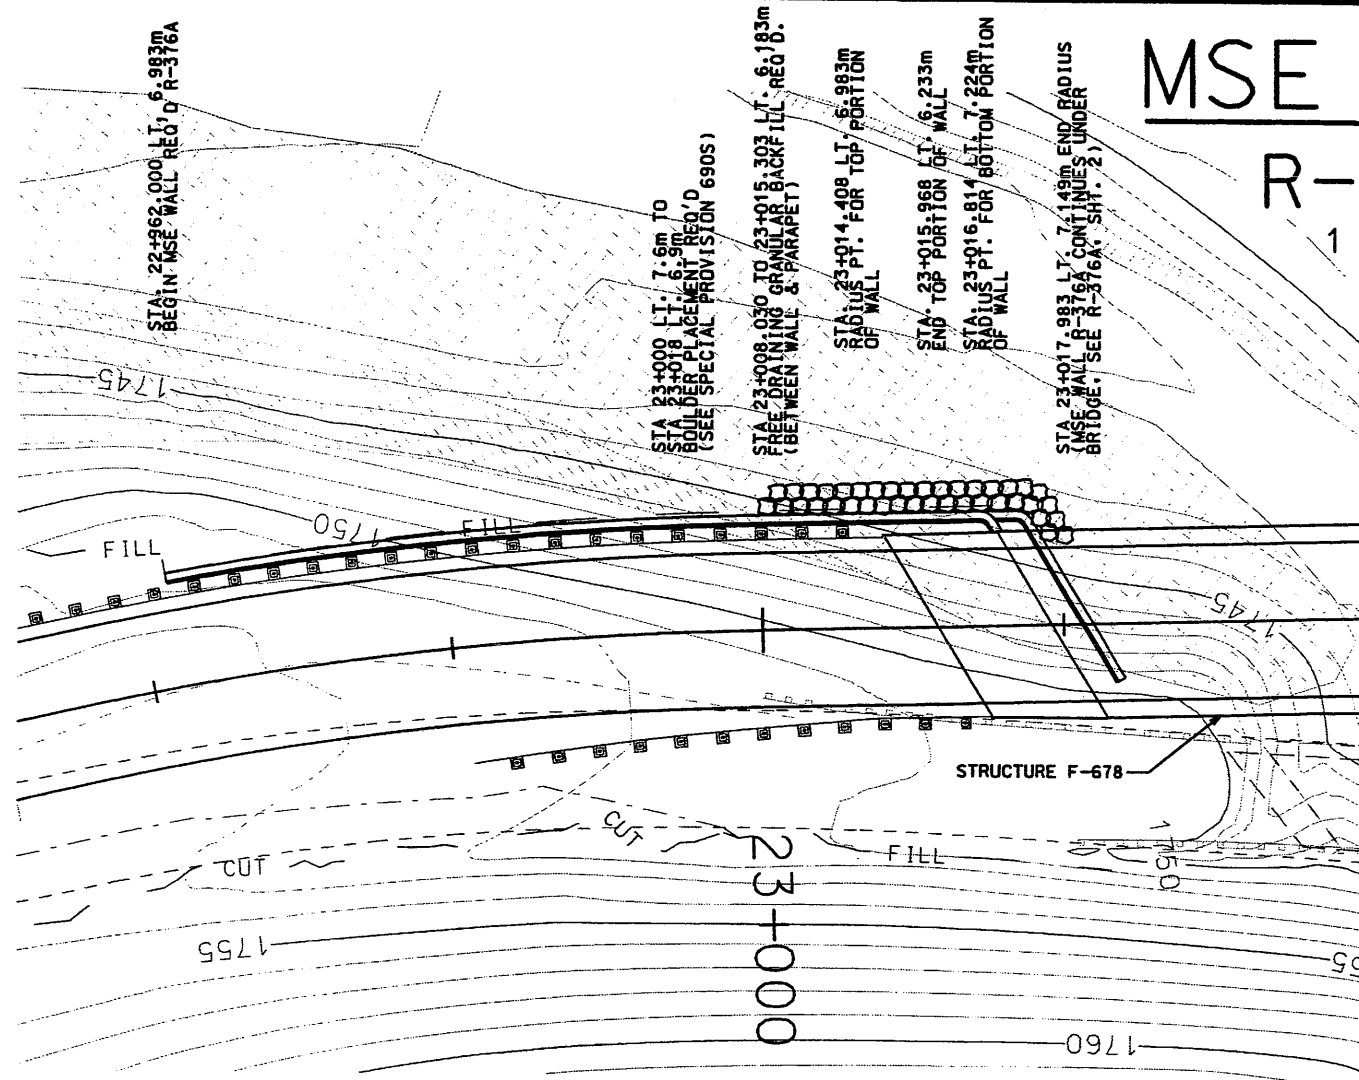 MSE
R-
1
STA. 22+962.000 LT. 6.983m
BEGIN MSE WALL REQ'D R-376A
STA 23+000 LT. 7.6m TO
STA 23+018 LT. 6.9m
BOULDER PLACEMENT REQ'D
(SEE SPECIAL PROVISION 690S)
STA 23+008.030 TO 23+015.303 LT. 6.183m
FREE DRAINING GRANULAR BACKFILL REQ'D.
(BETWEEN WALL & PARAPET)
STA. 23+014.408 LT. 6.983m
RADIUS PT. FOR TOP PORTION
OF WALL
STA. 23+015.968 LT. 6.233m
END TOP PORTION OF WALL
STA. 23+016.814 LT. 7.224m
RADIUS PT. FOR BOTTOM PORTION
OF WALL
STA 23+017.983 LT. 7.149m END RADIUS
(MSE WALL R-376A CONTINUES UNDER
BRIDGE. SEE R-376A, SHT. 2)
1745
1750
FILL
FILL
1745
STRUCTURE F-678
CUT
CUT
FILL
1750
23+000
1755
55
1760